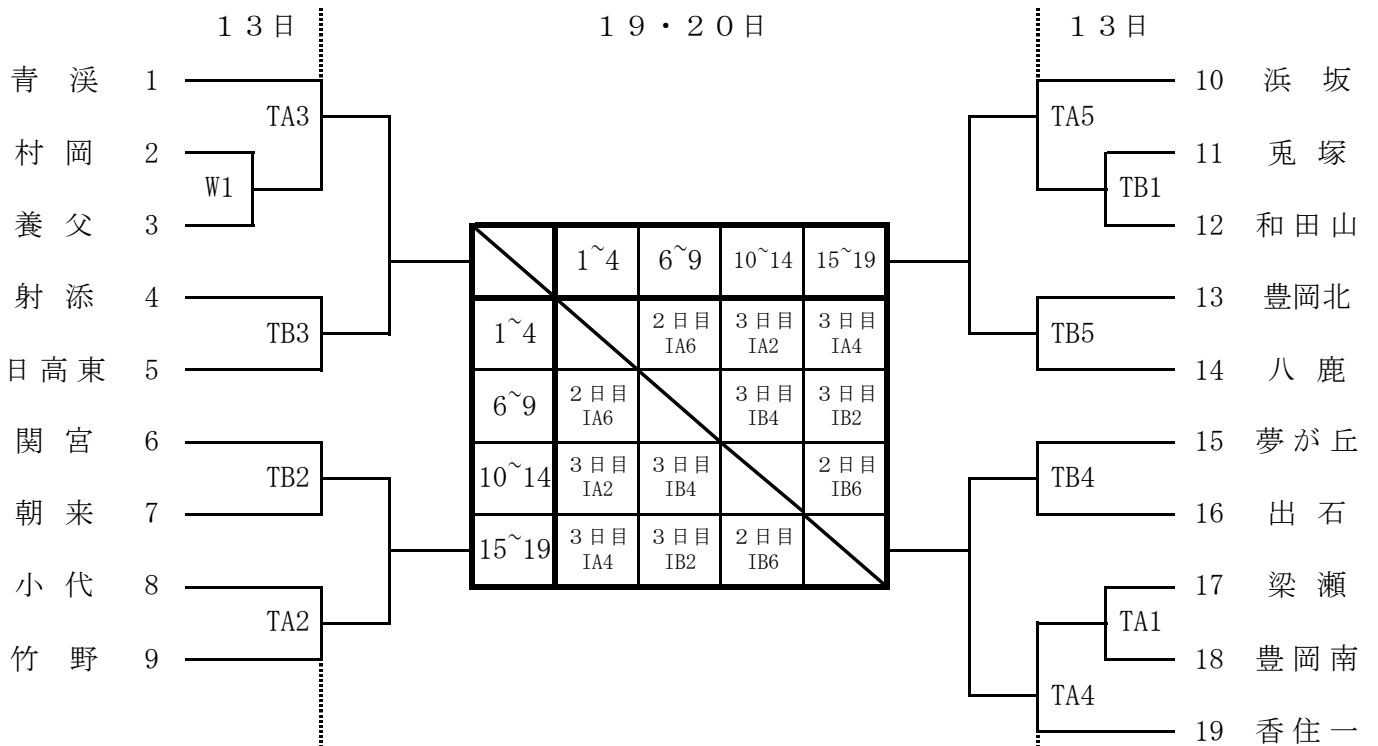 １３日 １９・２０日 １３日
青渓 1 10 浜坂
TA3 TA5
村岡 2 11 兎塚
W1 TB1
養父 3 12 和田山
1~4 6~9 10~14 15~19
射添 4 13 豊岡北
TB3 1~4 ２日目 IA6 ３日目 IA2 ３日目 IA4 TB5
日高東 5 14 八鹿
6~9 ２日目 IA6 ３日目 IB4 ３日目 IB2
関宮 6 15 夢が丘
TB2 10~14 ３日目 IA2 ３日目 IB4 ２日目 IB6 TB4
朝来 7 16 出石
15~19 ３日目 IA4 ３日目 IB2 ２日目 IB6
小代 8 17 梁瀬
TA2 TA1
竹野 9 18 豊岡南
TA4
19 香住一